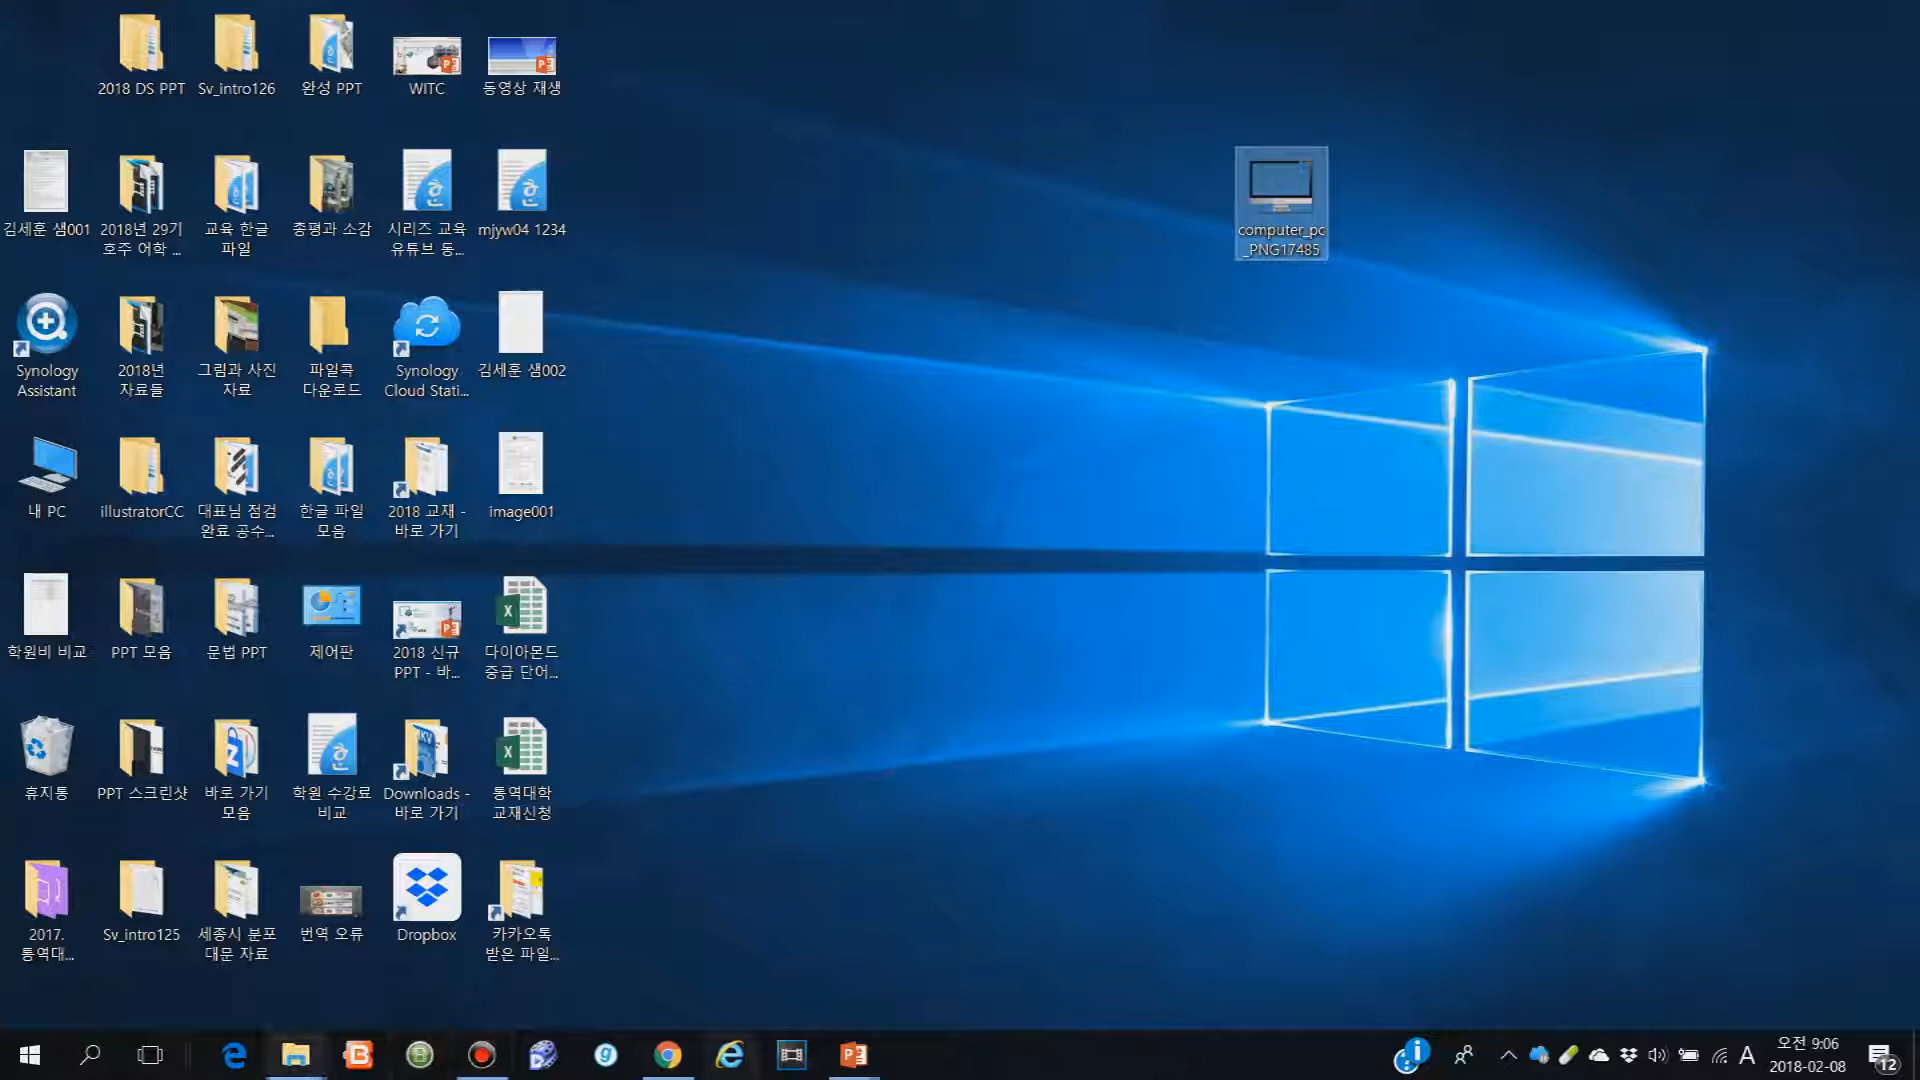 2018 DS PPT
Sv_intro126
완성 PPT
WITC
동영상 재생
김세훈 샘001
2018년 29기
호주 어학 ...
교육 한글
파일
총평과 소감
시리즈 교육
유튜브 동...
mjyw04 1234
computer_pc
_PNG17485
Synology
Assistant
2018년
자료들
그림과 사진
자료
파일콕
다운로드
Synology
Cloud Stati...
김세훈 샘002
내 PC
illustratorCC
대표님 점검
완료 공수...
한글 파일
모음
2018 교재 -
바로 가기
image001
학원비 비교
PPT 모음
문법 PPT
제어판
2018 신규
PPT - 바...
다이아몬드
중급 단어...
휴지통
PPT 스크린샷
바로 가기
모음
학원 수강료
비교
Downloads -
바로 가기
통역대학
교재신청
2017.
통역대...
Sv_intro125
세종시 분포
대문 자료
번역 오류
Dropbox
카카오톡
받은 파일...
A
오전 9:06
2018-02-08
12